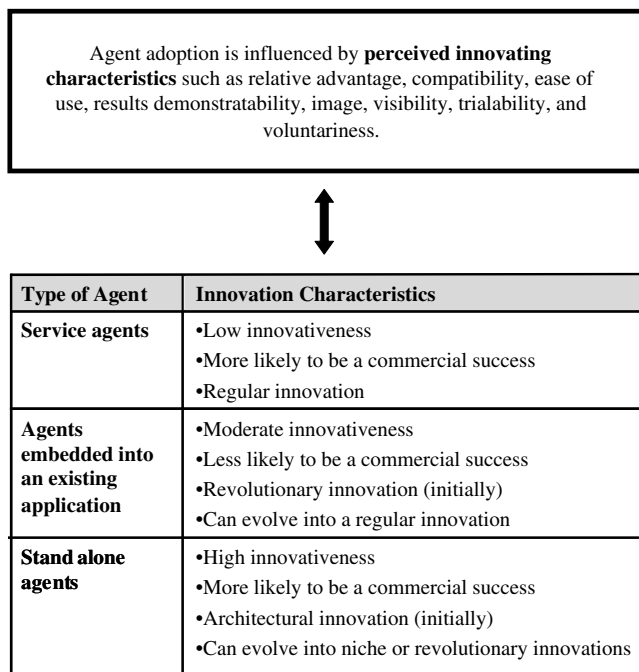 Agent adoption is influenced by perceived innovating
characteristics such as relative advantage, compatibility, ease of
use, results demonstratability, image, visibility, trialability, and
voluntariness.
Type of Agent Innovation Characteristics
Service agents
•Low innovativeness
•More likely to be a commercial success
•Regular innovation
Agents
embedded into
an existing
application
•Moderate innovativeness
•Less likely to be a commercial success
•Revolutionary innovation (initially)
•Can evolve into a regular innovation
Stand alone
agents
•High innovativeness
•More likely to be a commercial success
•Architectural innovation (initially)
•Can evolve into niche or revolutionary innovations